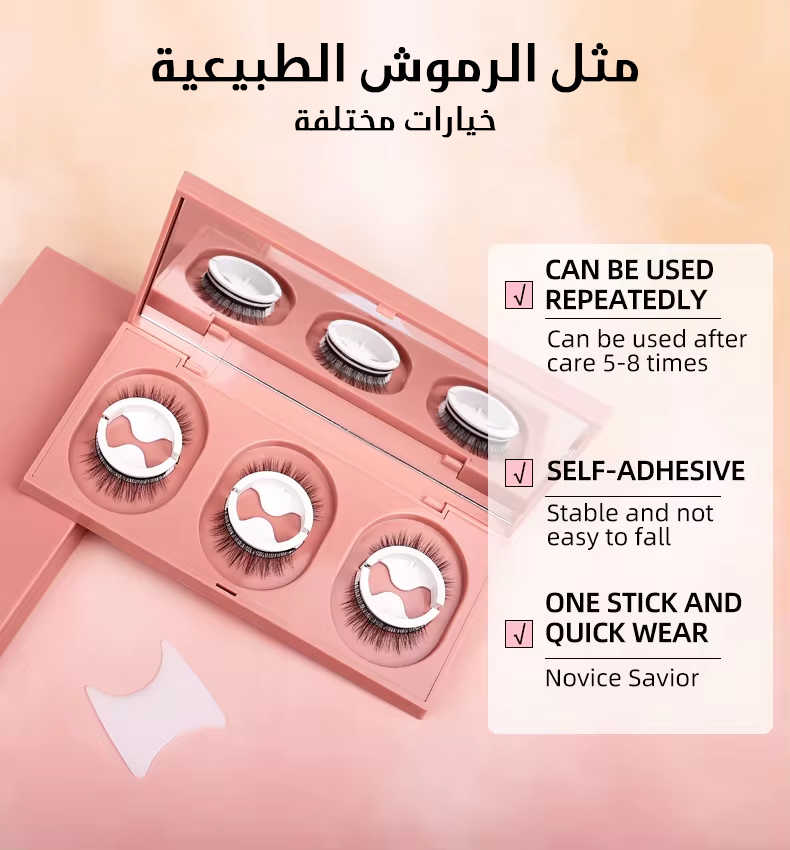 مثل الرموش الطبيعية
خيارات مختلفة
√ CAN BE USED
REPEATEDLY
Can be used after
care 5-8 times
√ SELF-ADHESIVE
Stable and not
easy to fall
√ ONE STICK AND
QUICK WEAR
Novice Savior